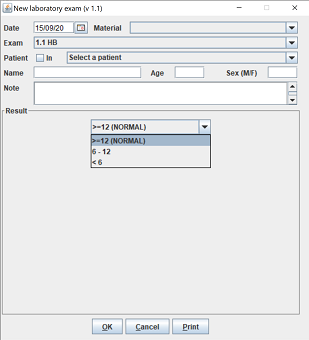 New laboratory exam (v 1.1)
Date 15/09/20 Material
Exam 1.1 HB
Patient In Select a patient
Name Age Sex (M/F)
Note
Result
>=12 (NORMAL)
>=12 (NORMAL)
6 - 12
< 6
OK Cancel Print